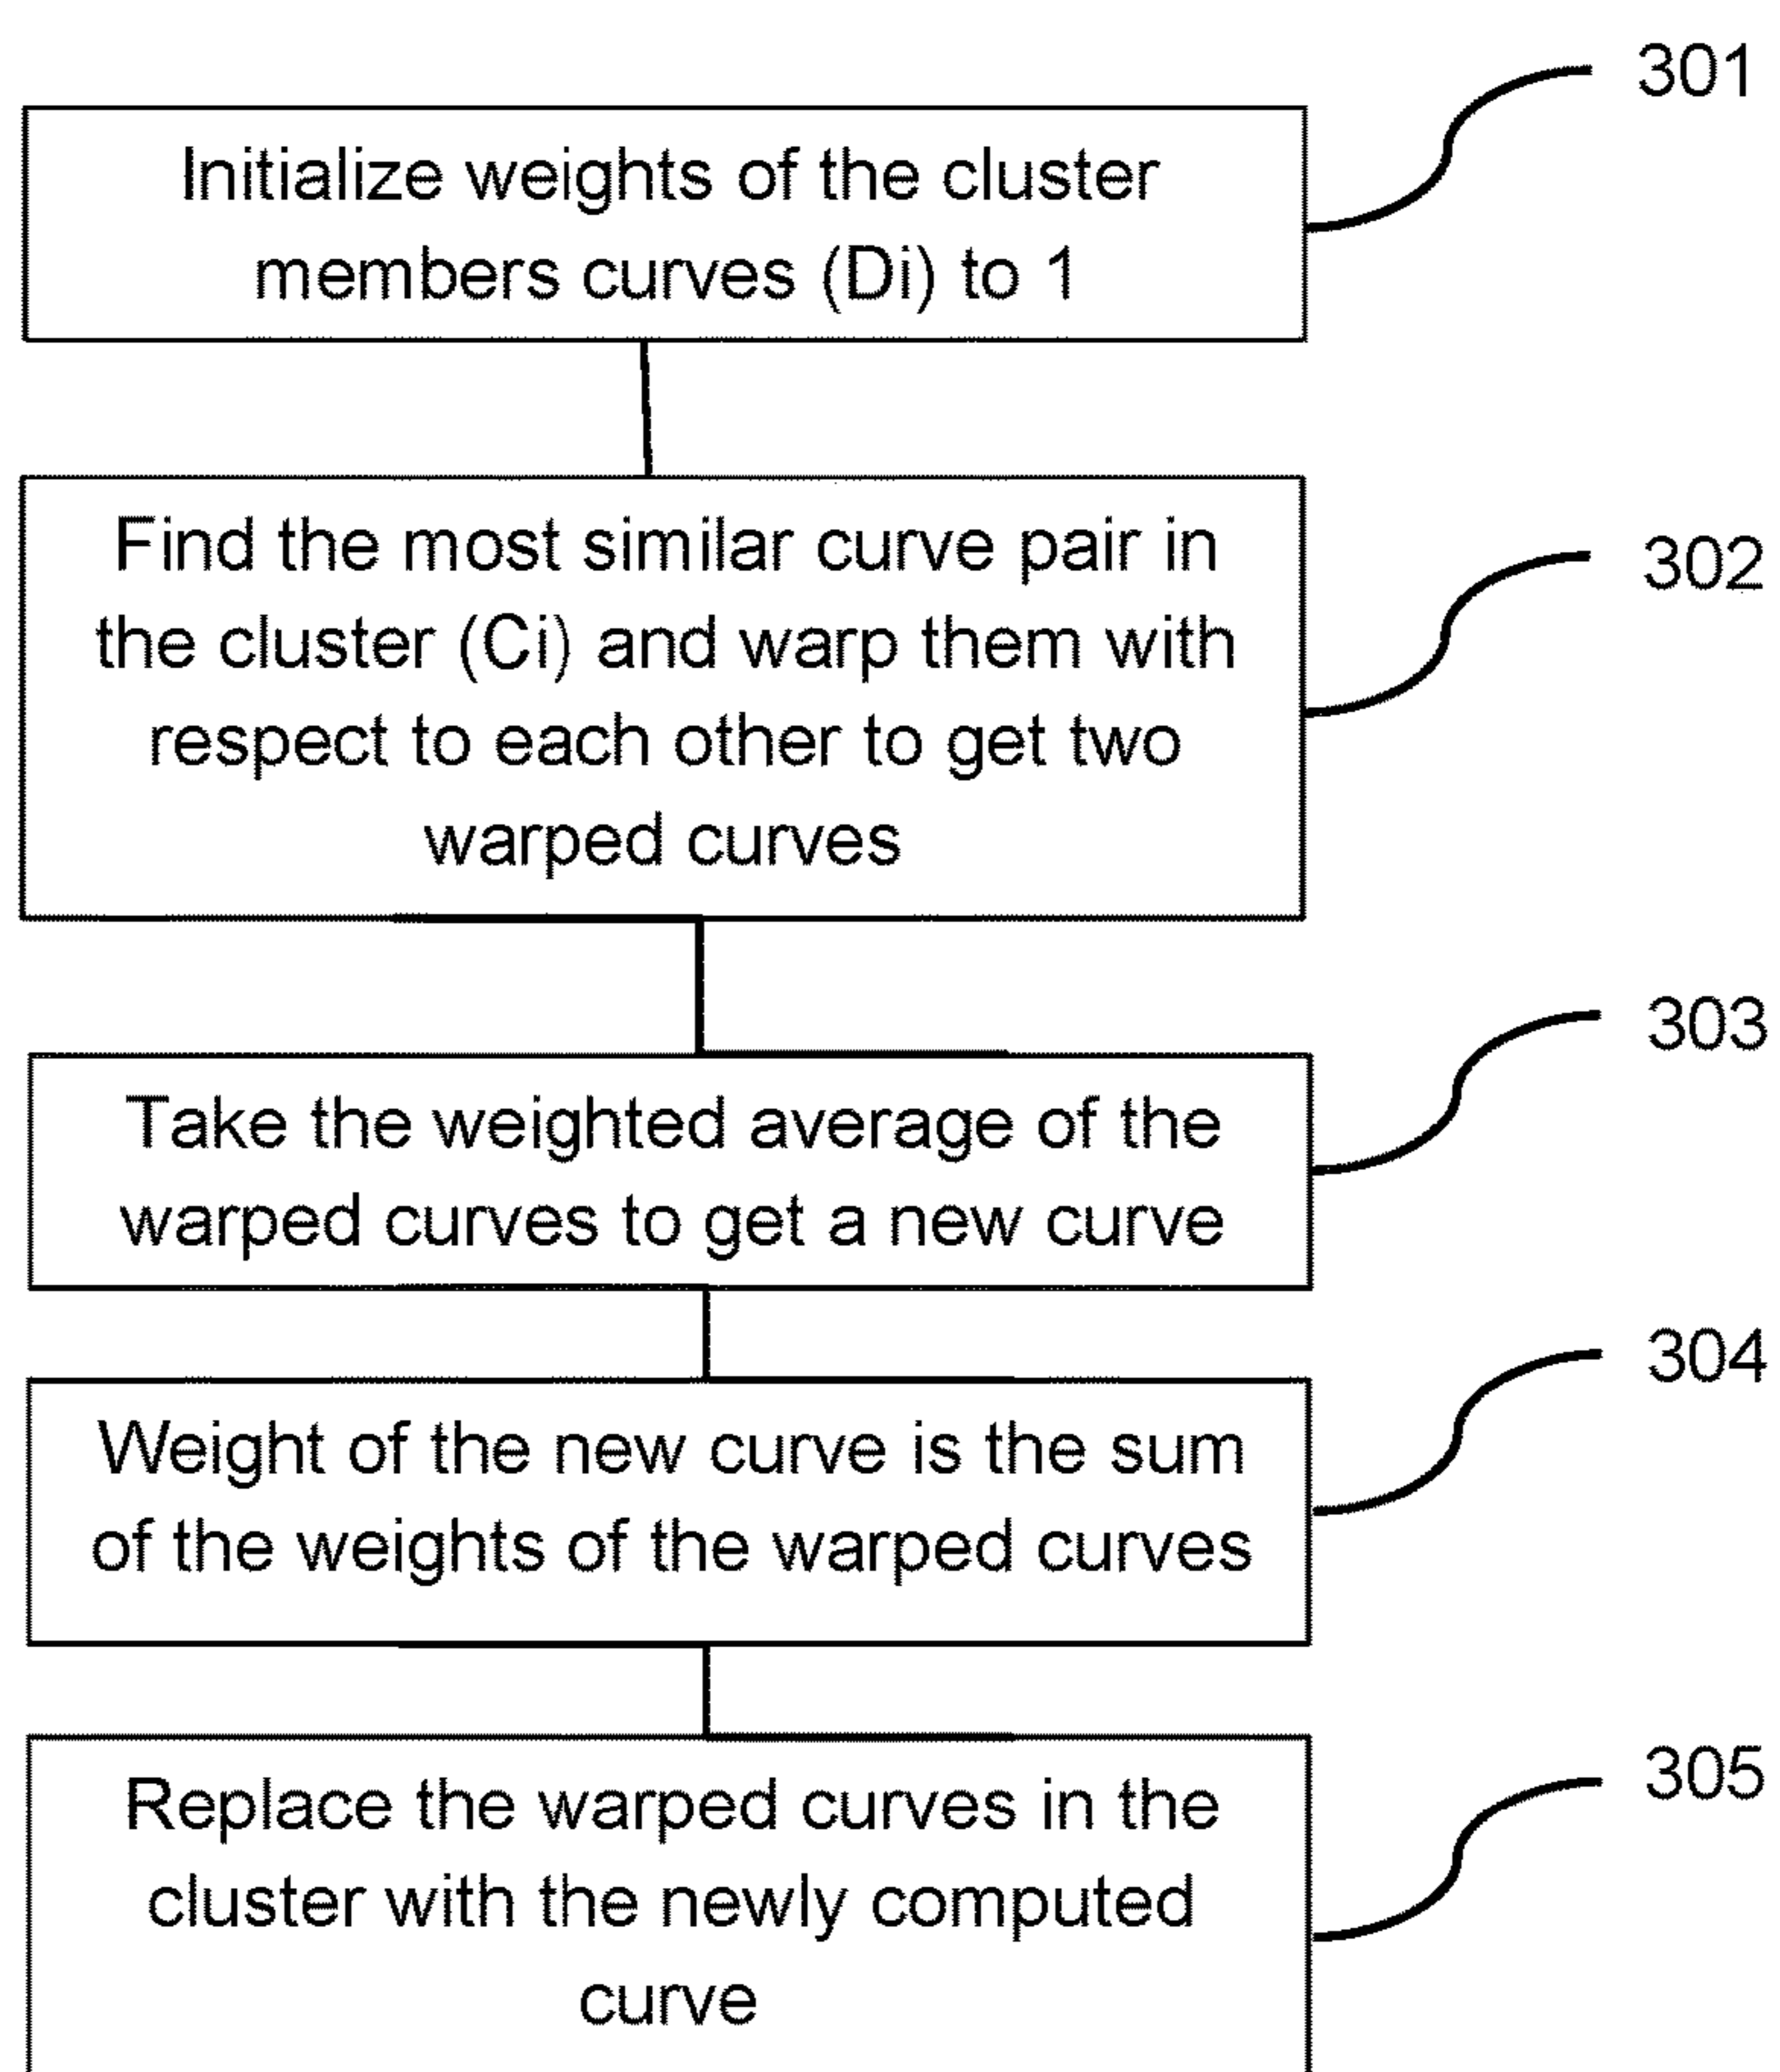 301
Initialize weights of the cluster
members curves (Di) to 1
302
Find the most similar curve pair in
the cluster (Ci) and warp them with
respect to each other to get two
warped curves
303
Take the weighted average of the
warped curves to get a new curve
304
Weight of the new curve is the sum
of the weights of the warped curves
305
Replace the warped curves in the
cluster with the newly computed
curve